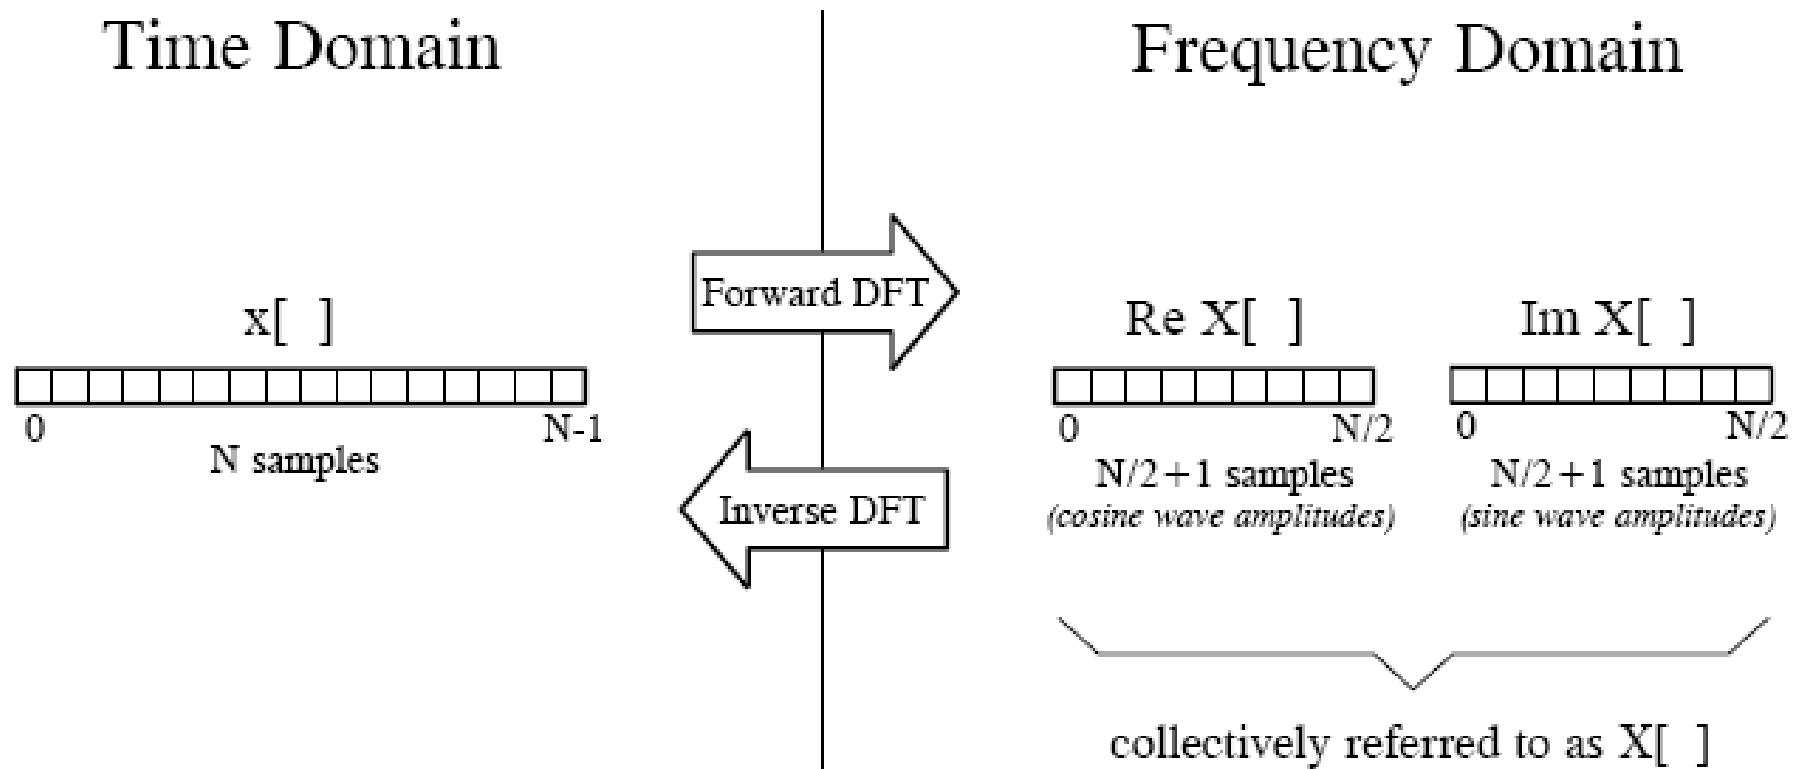 Time Domain
Frequency Domain
Forward DFT
x[ ]
0
N-1
N samples
Re X[ ]
0
N/2
N/2+1 samples
(cosine wave amplitudes)
Im X[ ]
0
N/2
N/2+1 samples
(sine wave amplitudes)
Inverse DFT
collectively referred to as X[ ]